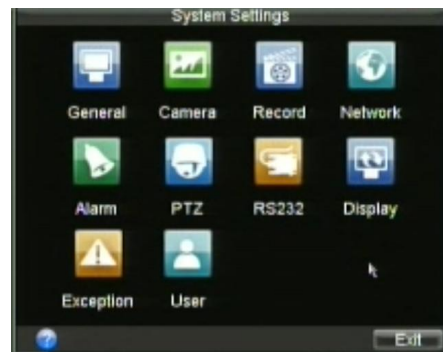 System Settings
General Camera Record Network
Alarm PTZ RS232 Display
Exception User
?
Exit